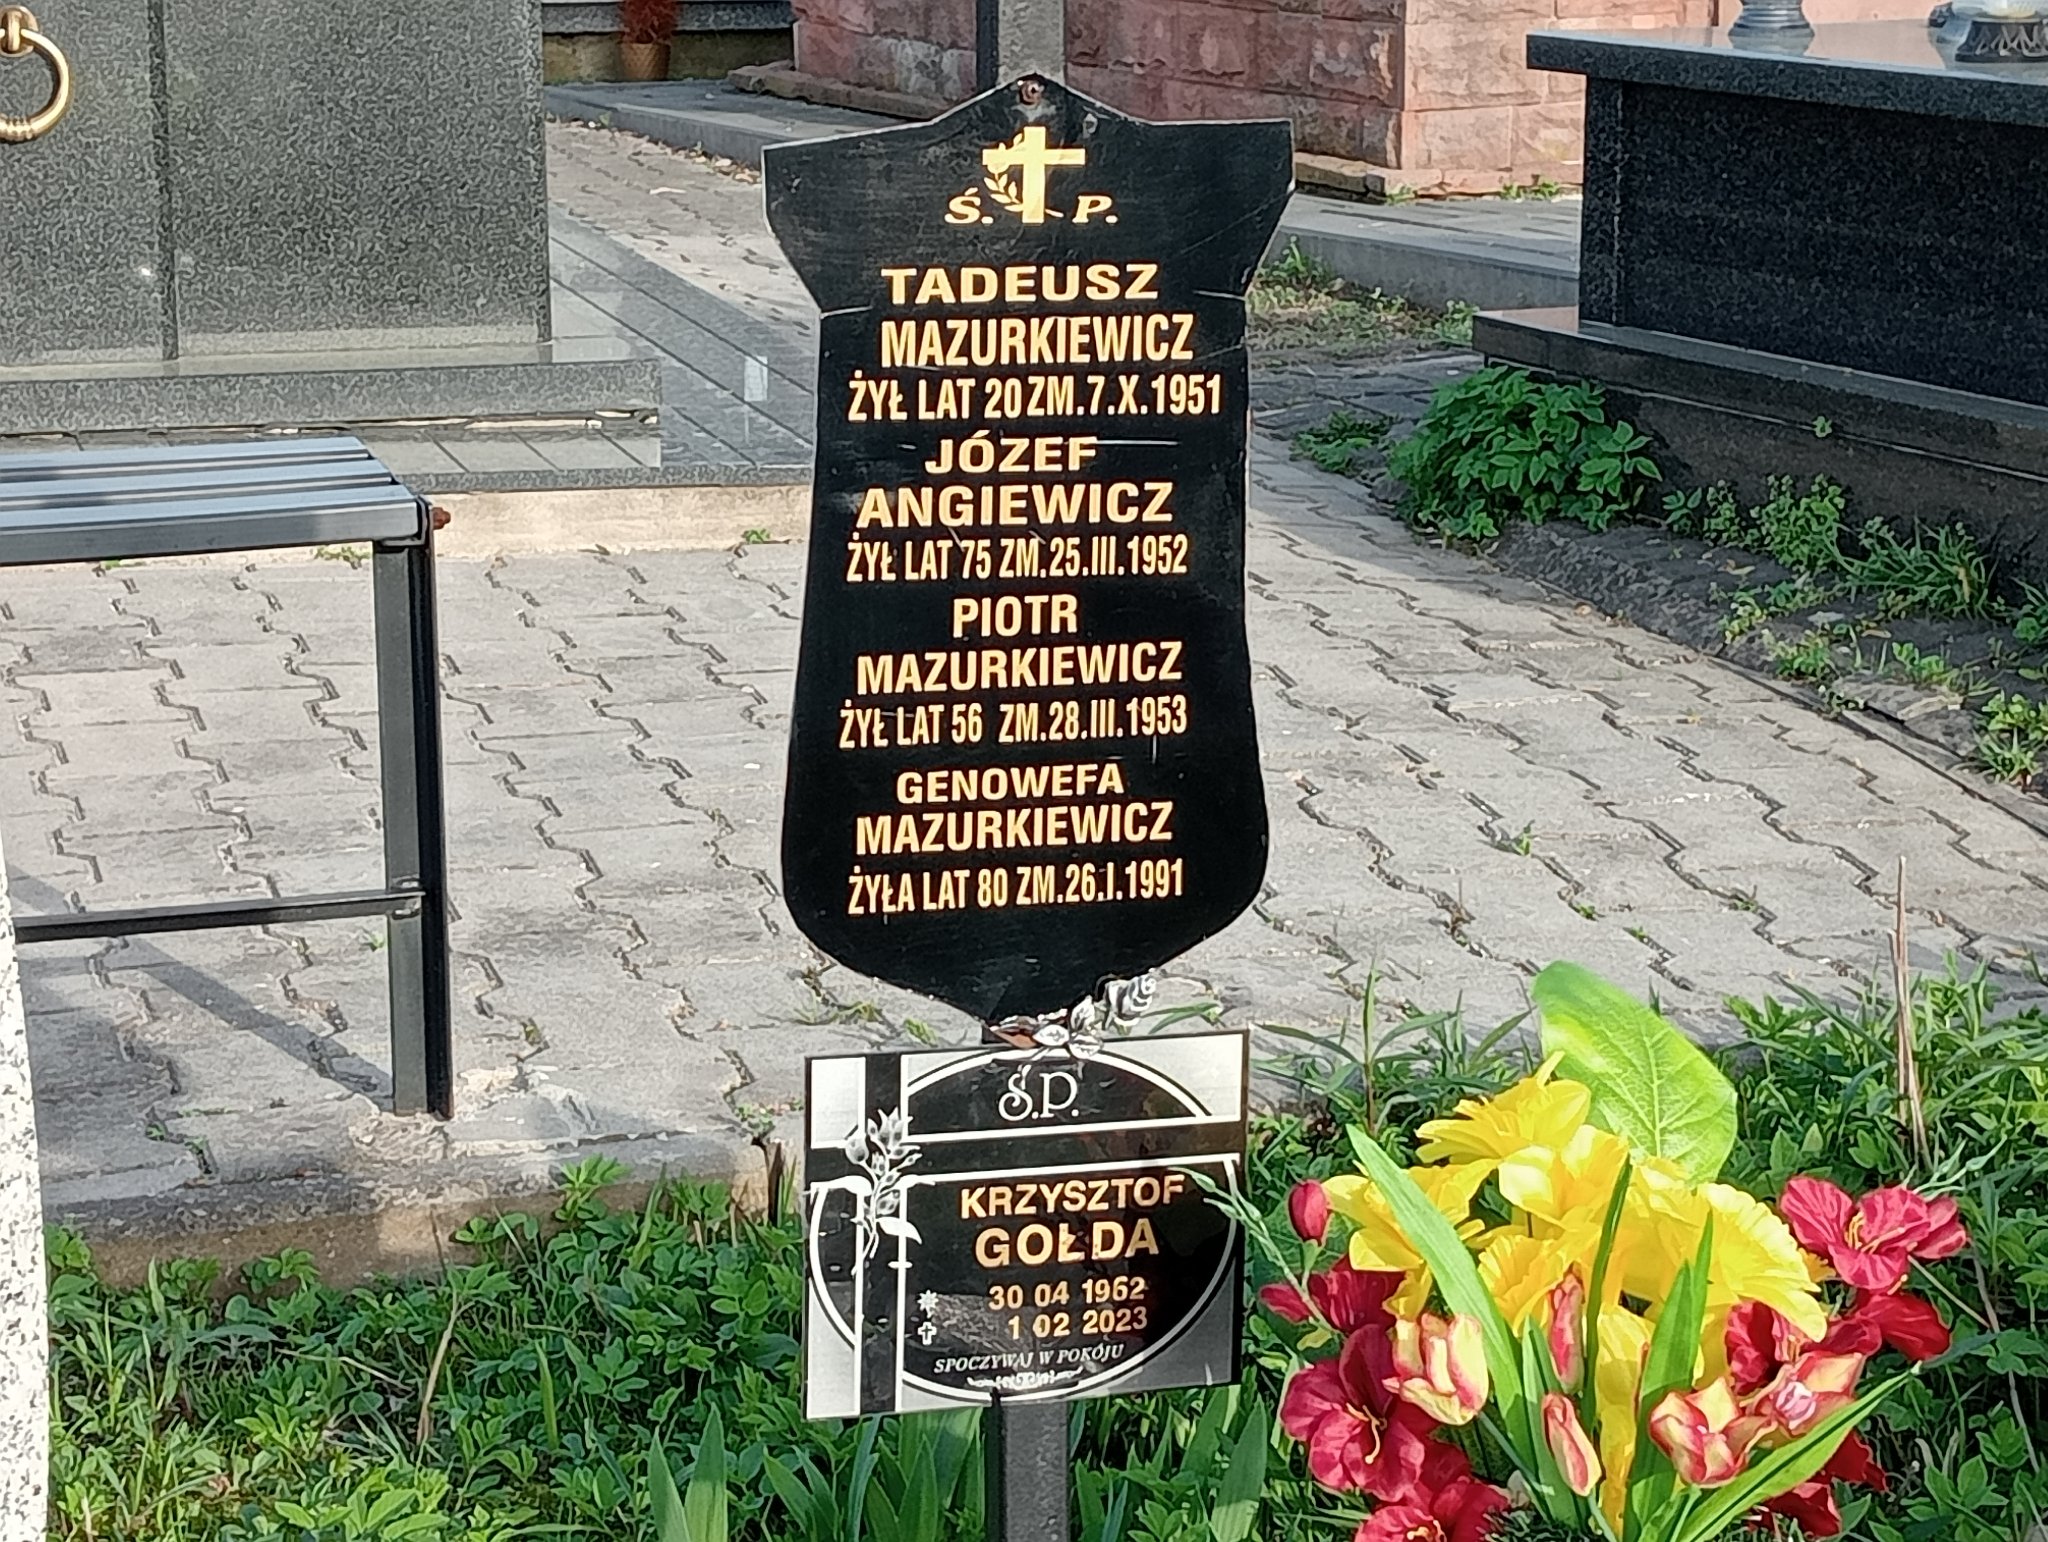 Ś. P.
TADEUSZ
MAZURKIEWICZ
ŻYŁ LAT 20 ZM.7.X.1951
JÓZEF
ANGIEWICZ
ŻYŁ LAT 75 ZM.25.III.1952
PIOTR
MAZURKIEWICZ
ŻYŁ LAT 56 ZM.28.III.1953
GENOWEFA
MAZURKIEWICZ
ŻYŁA LAT 80 ZM.26.I.1991
Ś.P.
KRZYSZTOF
GOŁDA
30 04 1962
1 02 2023
SPOCZYWAJ W POKOJU